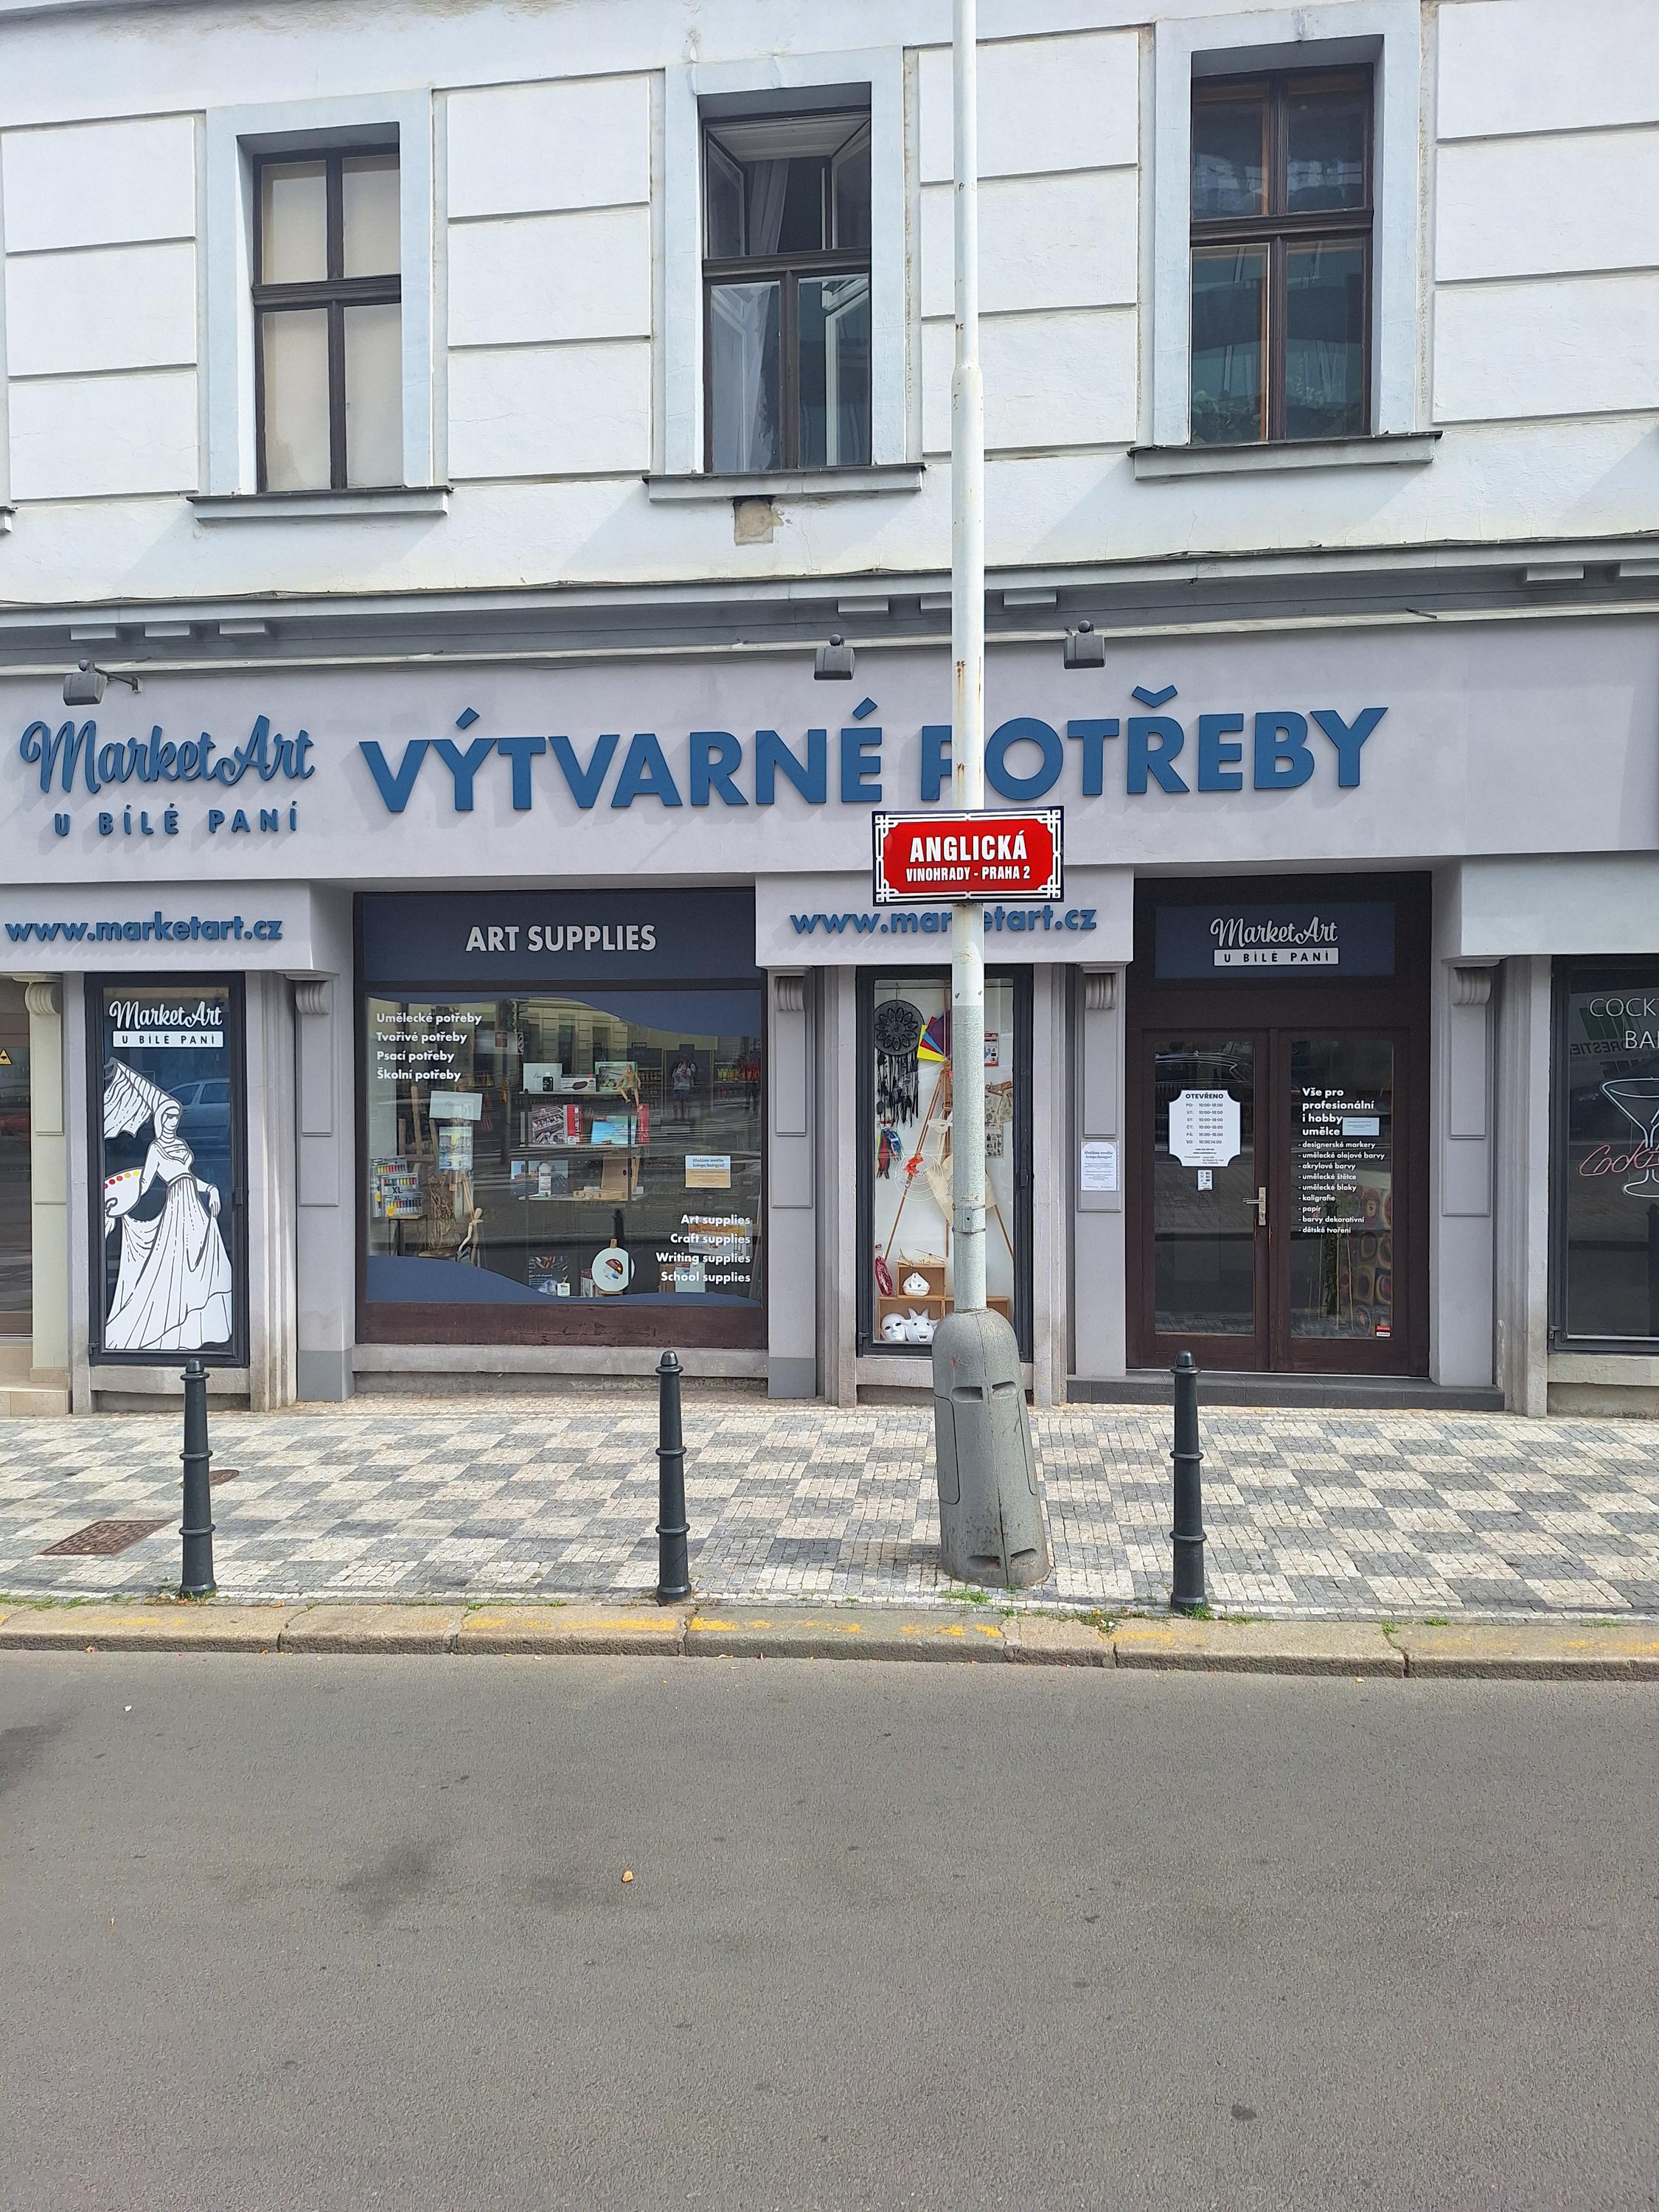 MarketArt
U BÍLÉ PANÍ
VÝTVARNÉ POTŘEBY
ANGLICKÁ
VINOHRADY - PRAHA 2
www.marketart.cz
ART SUPPLIES
www.marketart.cz
MarketArt
U BÍLÉ PANÍ
MarketArt
U BÍLÉ PANÍ
Umělecké potřeby
Tvořivé potřeby
Psací potřeby
Školní potřeby
Art supplies
Craft supplies
Writing supplies
School supplies
OTEVŘENO
Vše pro
profesionální
i hobby
umělce
- designerské markery
- umělecké olejové barvy
- akrylové barvy
- umělecké štětce
- umělecké bloky
- kaligrafie
- papír
- barvy dekorativní
- dětské tvoření
COCK
BA